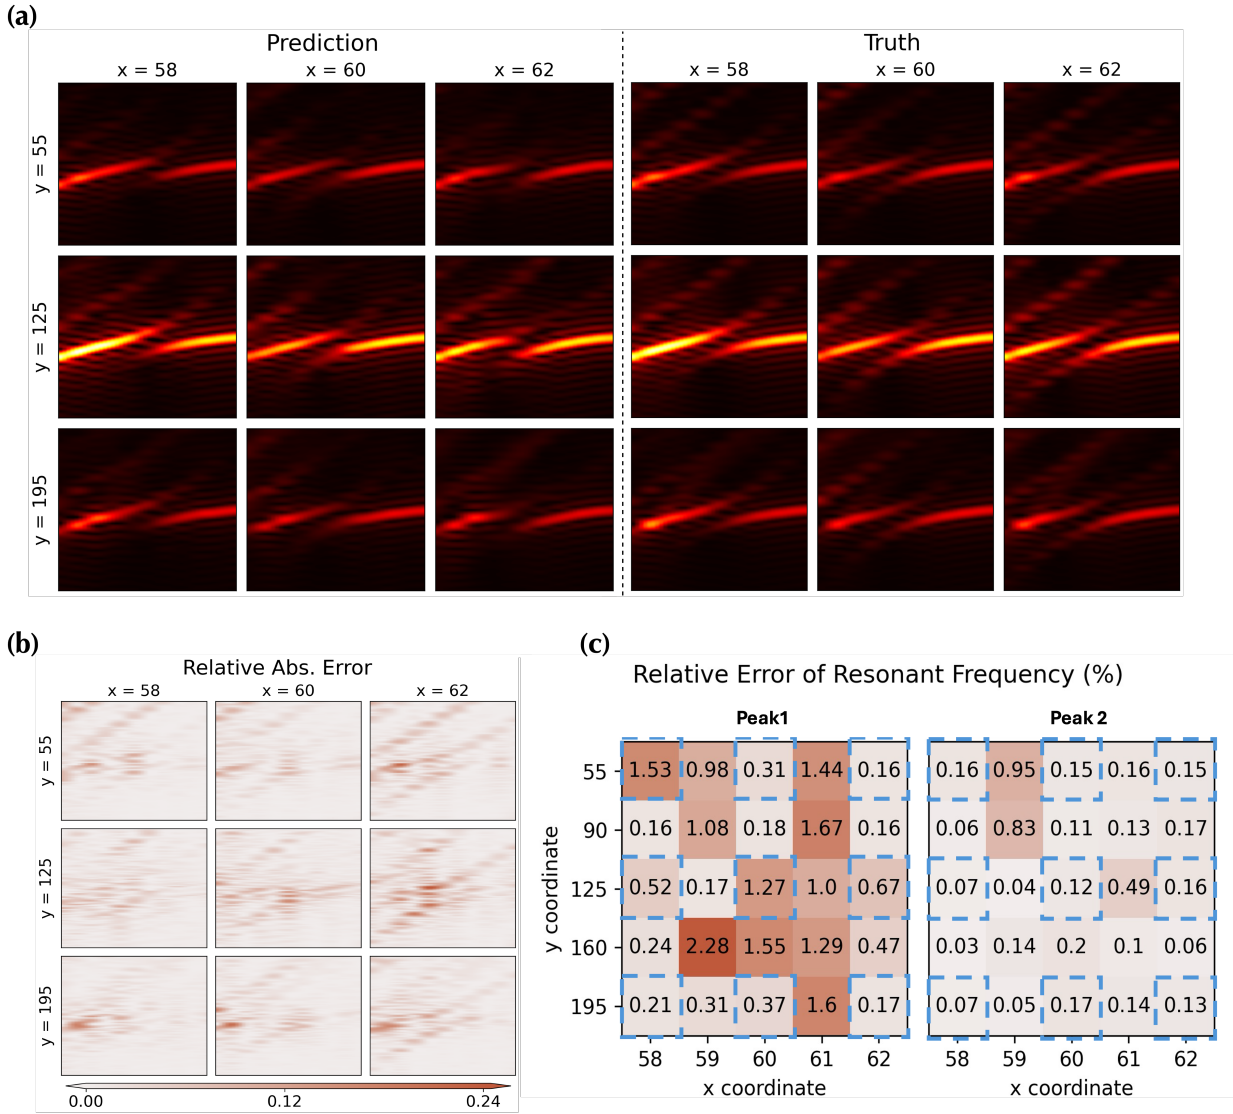 (a)
Prediction Truth
x = 58 x = 60 x = 62 x = 58 x = 60 x = 62
y = 55
y = 125
y = 195
(b)
Relative Abs. Error
x = 58 x = 60 x = 62
y = 55
y = 125
y = 195
0.00 0.12 0.24
(c)
Relative Error of Resonant Frequency (%)
Peak1 Peak 2
55 1.53 0.98 0.31 1.44 0.16 0.16 0.95 0.15 0.16 0.15
90 0.16 1.08 0.18 1.67 0.16 0.06 0.83 0.11 0.13 0.17
125 0.52 0.17 1.27 1.0 0.67 0.07 0.04 0.12 0.49 0.16
160 0.24 2.28 1.55 1.29 0.47 0.03 0.14 0.2 0.1 0.06
195 0.21 0.31 0.37 1.6 0.17 0.07 0.05 0.17 0.14 0.13
y coordinate
58 59 60 61 62 58 59 60 61 62
x coordinate x coordinate